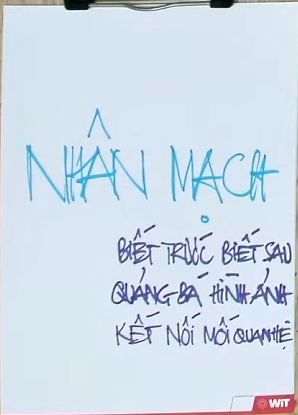 NHÂN MẠCH
BIẾT TRƯỚC BIẾT SAU
QUẢNG BÁ HÌNH ẢNH
KẾT NỐI MỐI QUAN HỆ
WiT